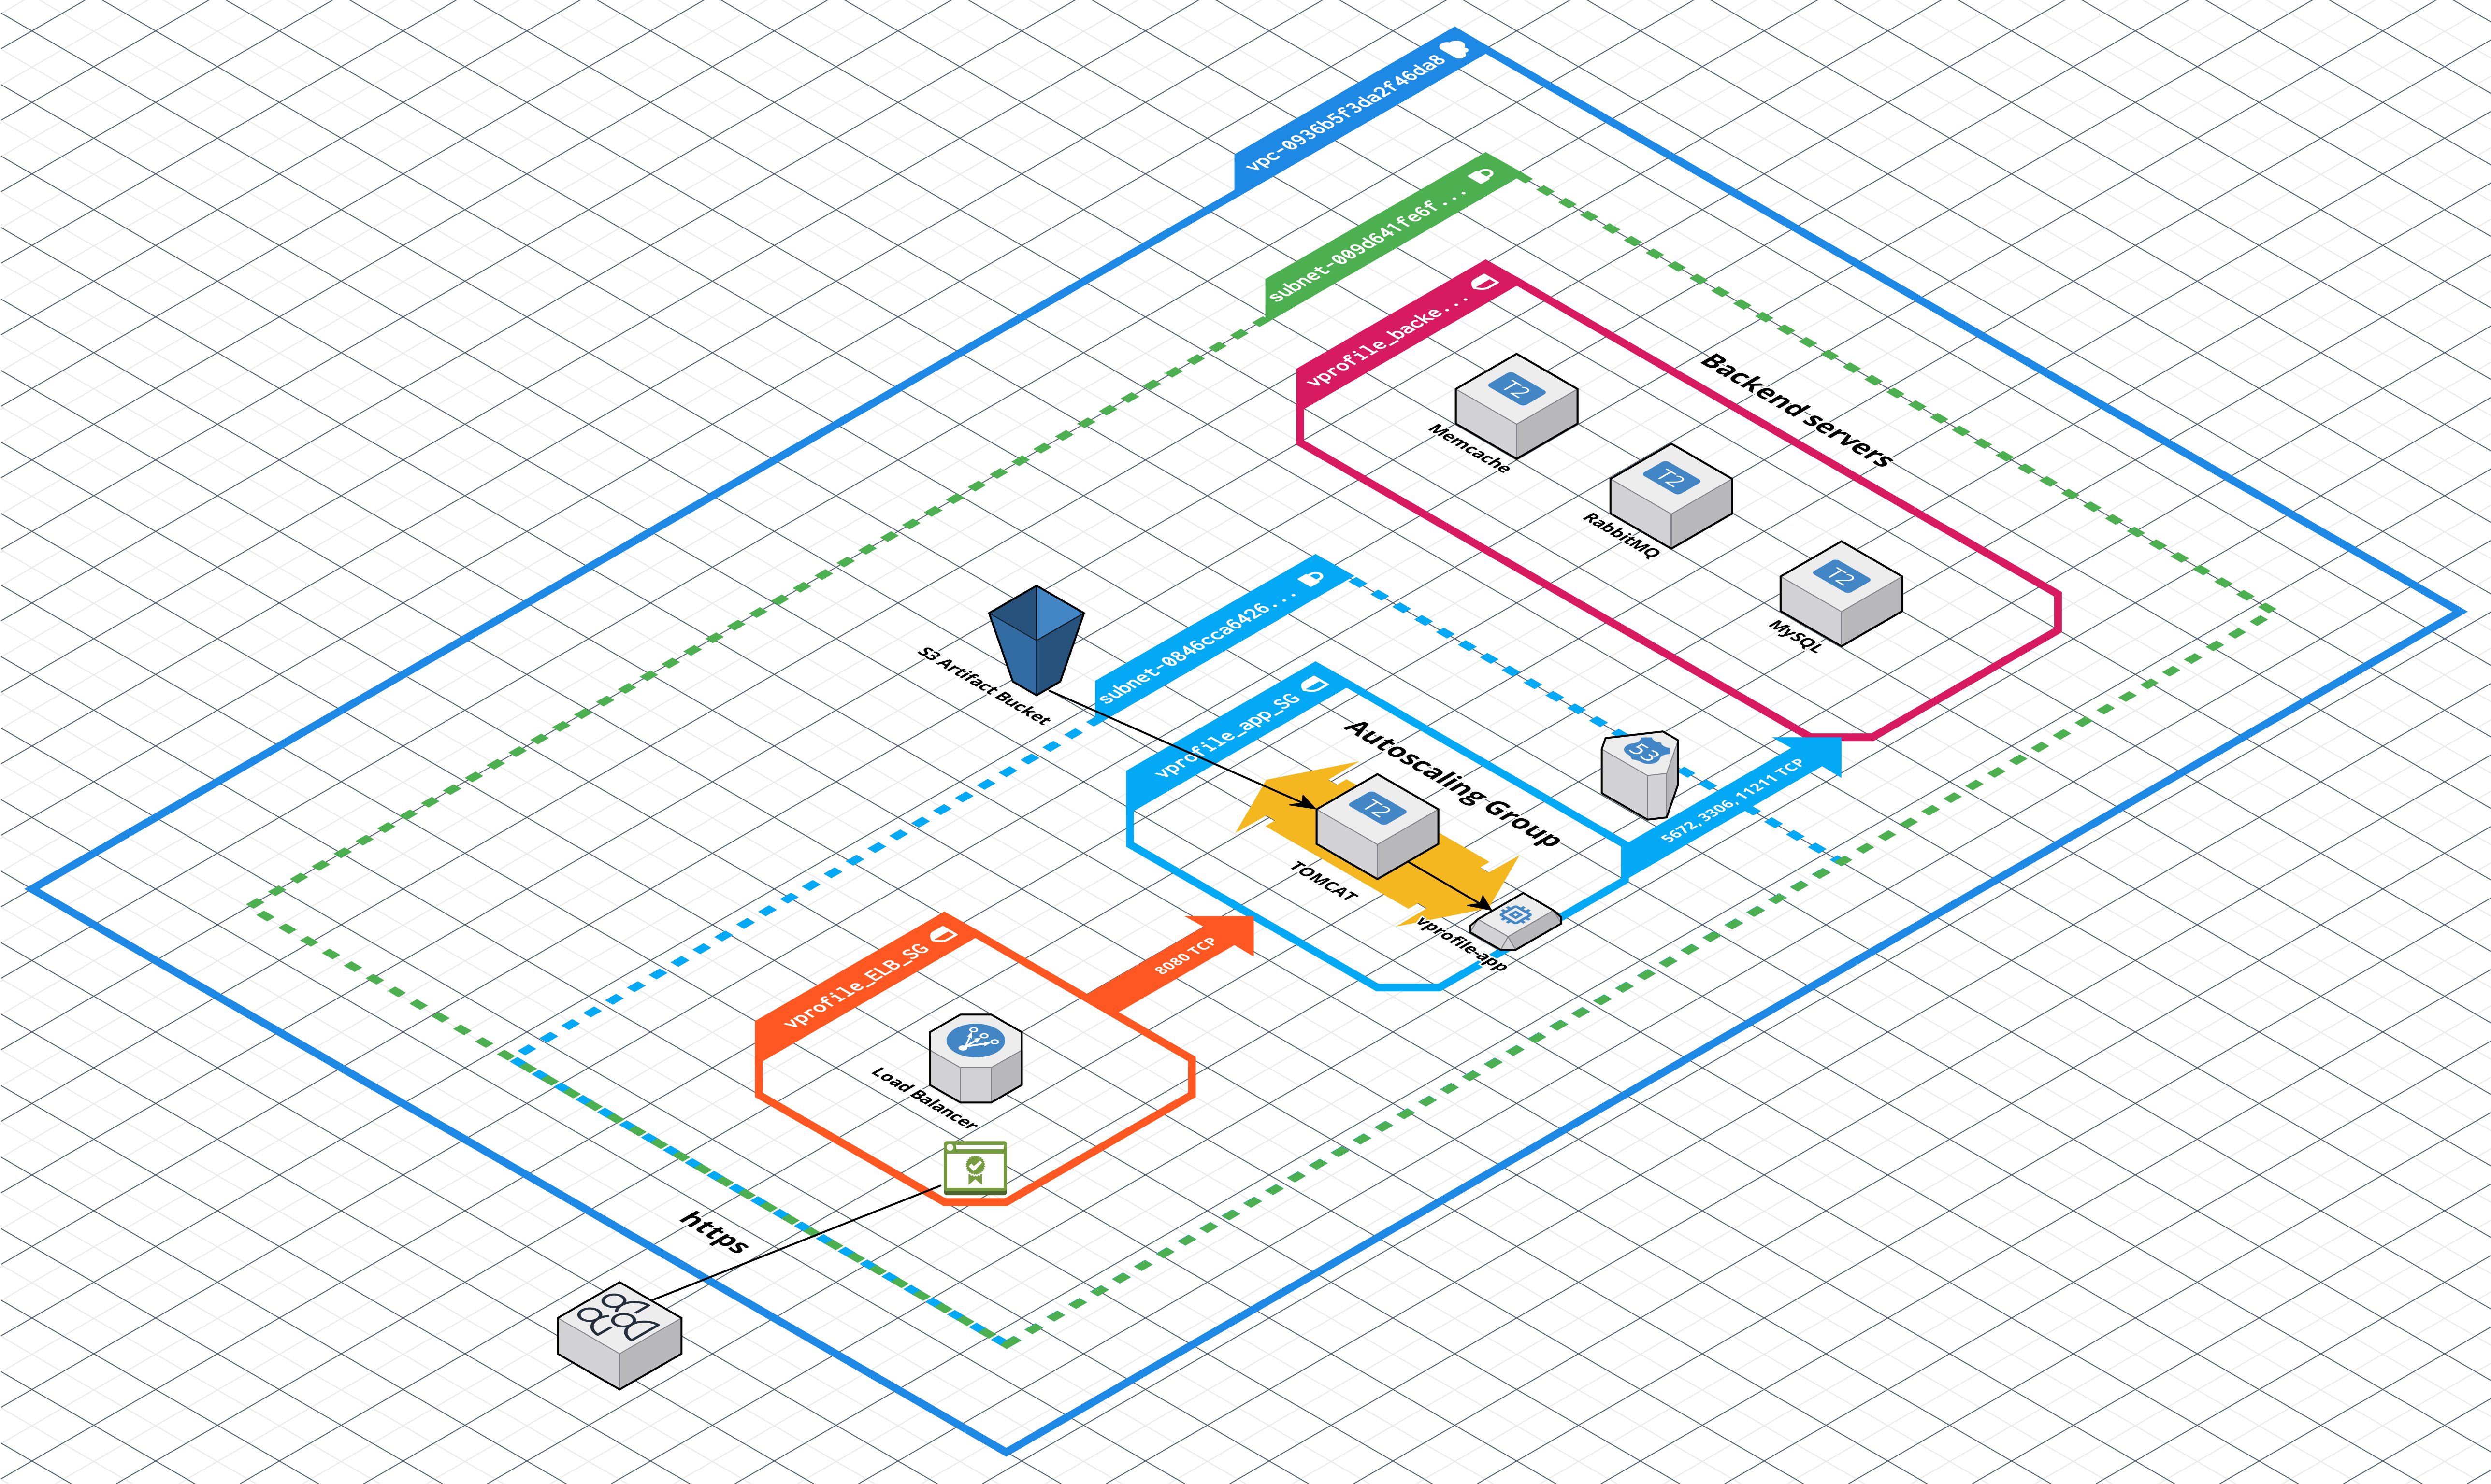 vpc-0936b5f3da2f46da8
subnet-009d641fe6f...
vprofile_backe...
Backend servers
T2
Memcache
T2
RabbitMQ
T2
MySQL
subnet-0846cca6426...
S3 Artifact Bucket
vprofile_app_SG
Autoscaling Group
53
5672, 3306, 11211 TCP
T2
TOMCAT
vprofile-app
vprofile_ELB_SG
8080 TCP
Load Balancer
https